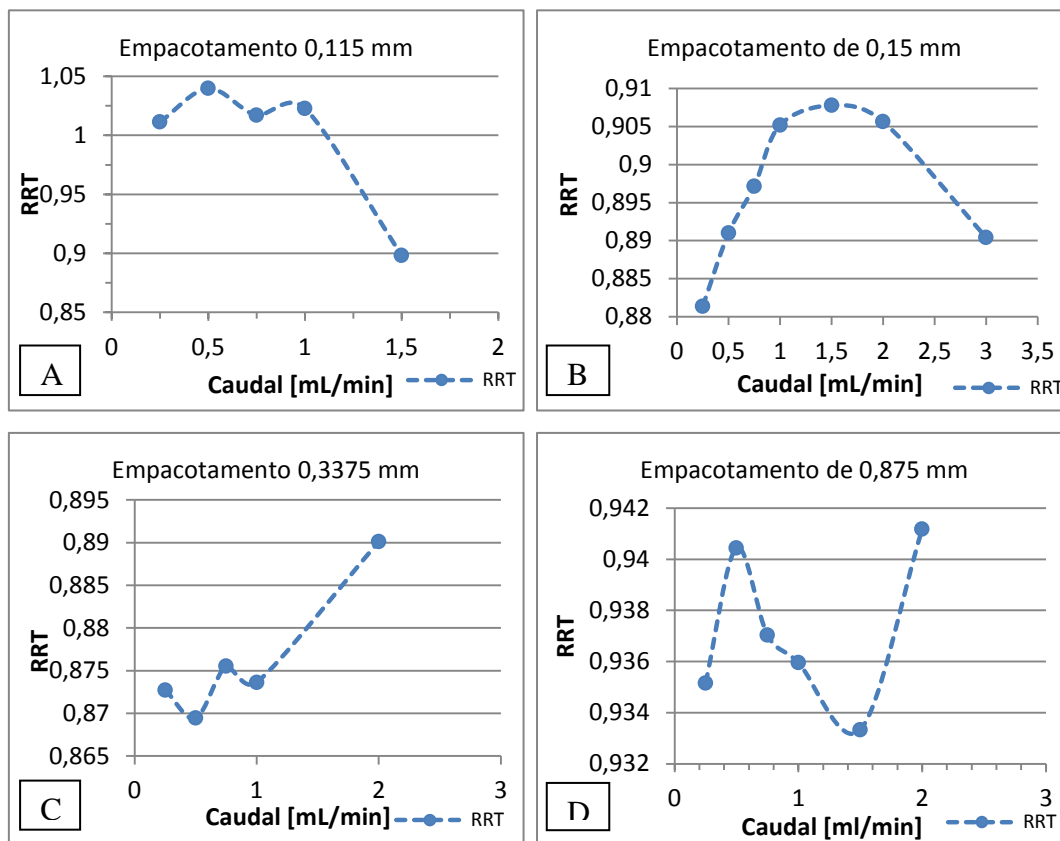 Empacotamento 0,115 mm
1,05
1
0,95
0,9
0,85
RRT
0
0,5
1
1,5
2
Caudal [mL/min]
RRT
A
Empacotamento de 0,15 mm
0,91
0,905
0,9
0,895
0,89
0,885
0,88
RRT
0
0,5
1
1,5
2
2,5
3
3,5
Caudal [mL/min]
RRT
B
Empacotamento 0,3375 mm
0,895
0,89
0,885
0,88
0,875
0,87
0,865
RRT
0
1
2
3
Caudal [mL/min]
RRT
C
Empacotamento de 0,875 mm
0,942
0,94
0,938
0,936
0,934
0,932
RRT
0
1
2
3
Caudal [ml/min]
RRT
D